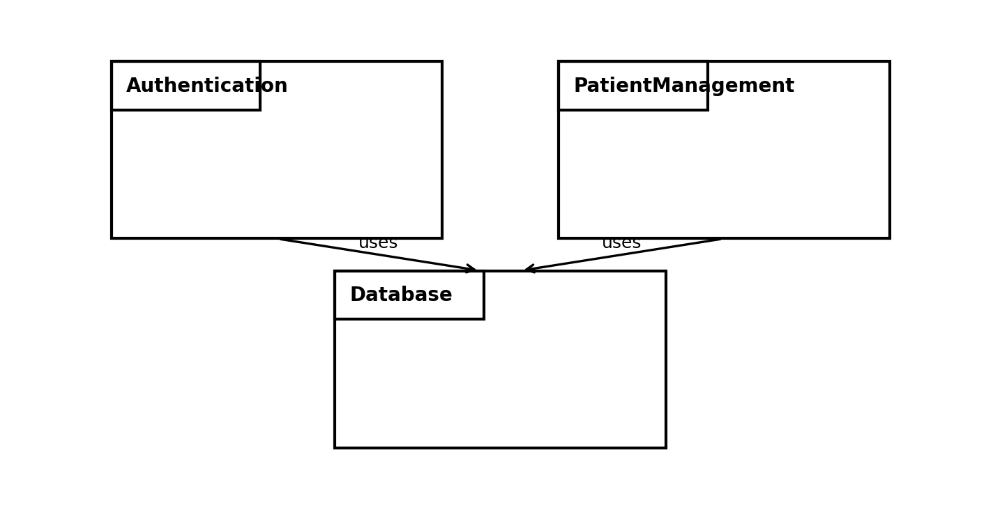 Authentication
PatientManagement
uses
uses
Database